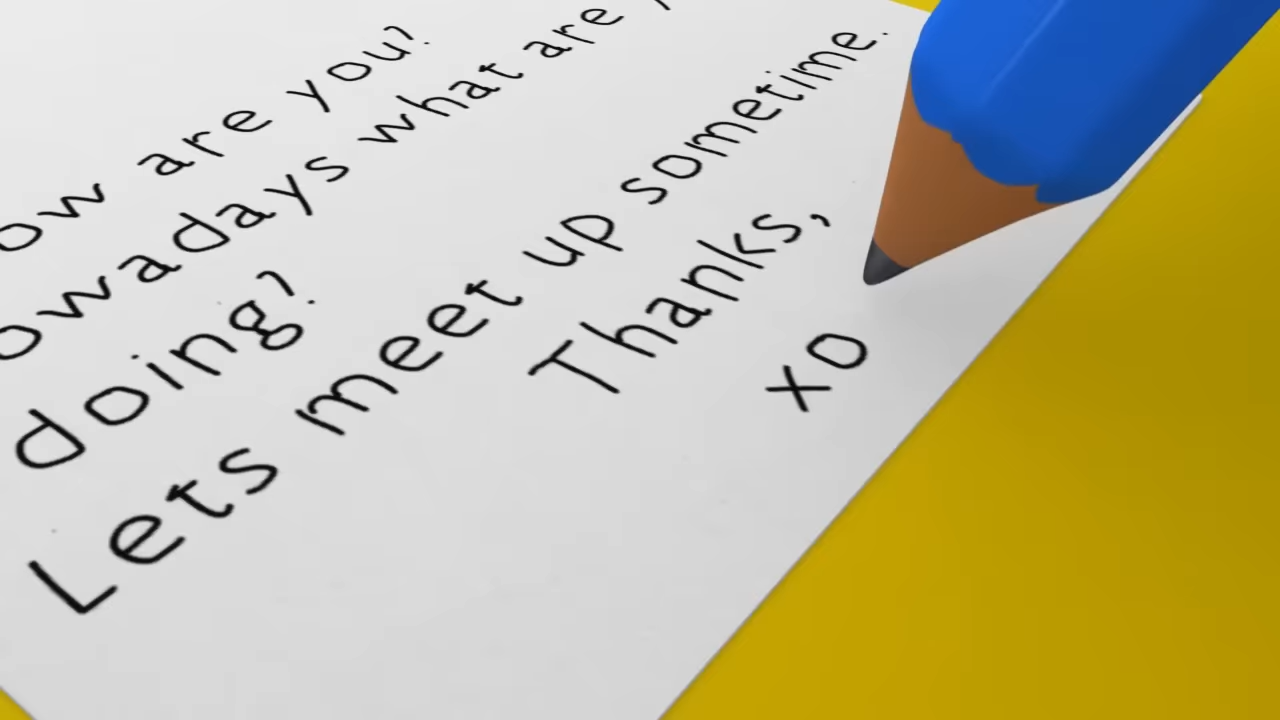 ow are you?
owadays what are
doing?
Lets meet up sometime.
Thanks,
xo